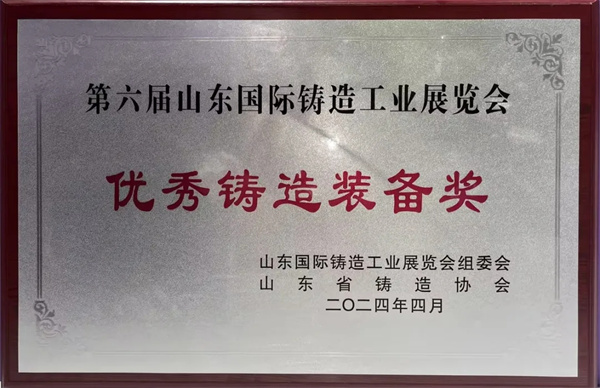 第六届山东国际铸造工业展览会
优秀铸造装备奖
山东国际铸造工业展览会组委会
山东省铸造协会
二〇二四年四月